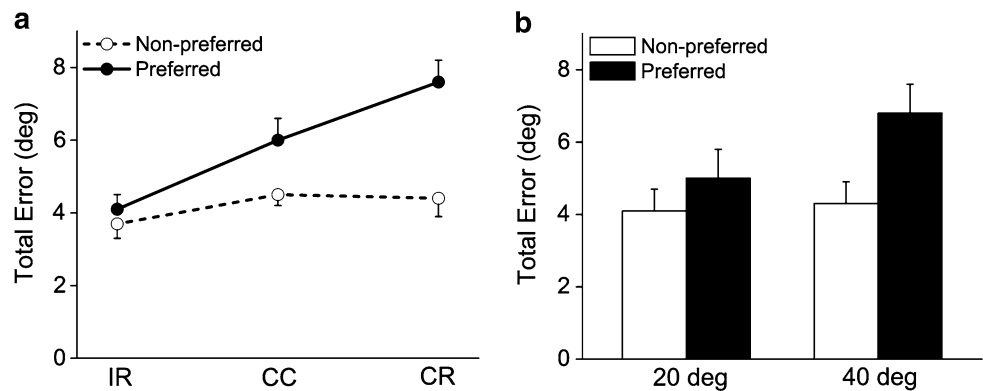 a
Non-preferred
Preferred
Total Error (deg)
8
6
4
2
0
IR CC CR
b
Non-preferred
Preferred
Total Error (deg)
8
6
4
2
0
20 deg 40 deg